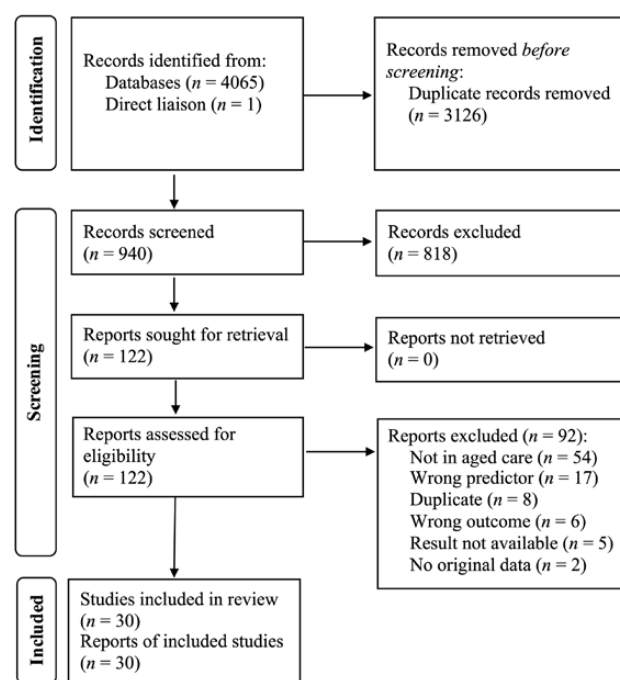 Identification
Records identified from:
Databases (n = 4065)
Direct liaison (n = 1)
Records removed before
screening:
Duplicate records removed
(n = 3126)
Screening
Records screened
(n = 940)
Records excluded
(n = 818)
Reports sought for retrieval
(n = 122)
Reports not retrieved
(n = 0)
Reports assessed for
eligibility
(n = 122)
Reports excluded (n = 92):
Not in aged care (n = 54)
Wrong predictor (n = 17)
Duplicate (n = 8)
Wrong outcome (n = 6)
Result not available (n = 5)
No original data (n = 2)
Included
Studies included in review
(n = 30)
Reports of included studies
(n = 30)